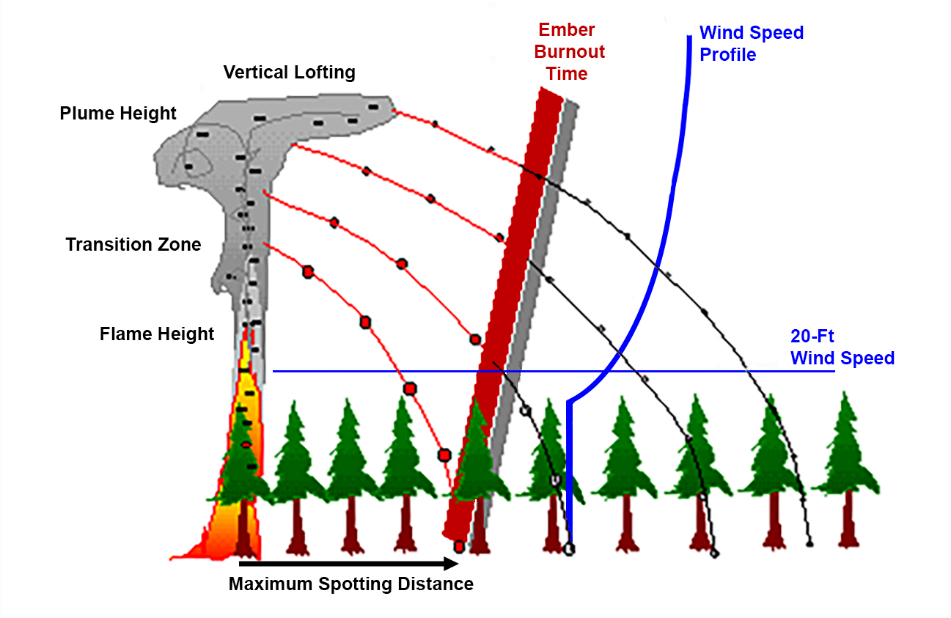 Ember
Burnout
Time
Wind Speed
Profile
Vertical Lofting
Plume Height
Transition Zone
Flame Height
20-Ft
Wind Speed
Maximum Spotting Distance